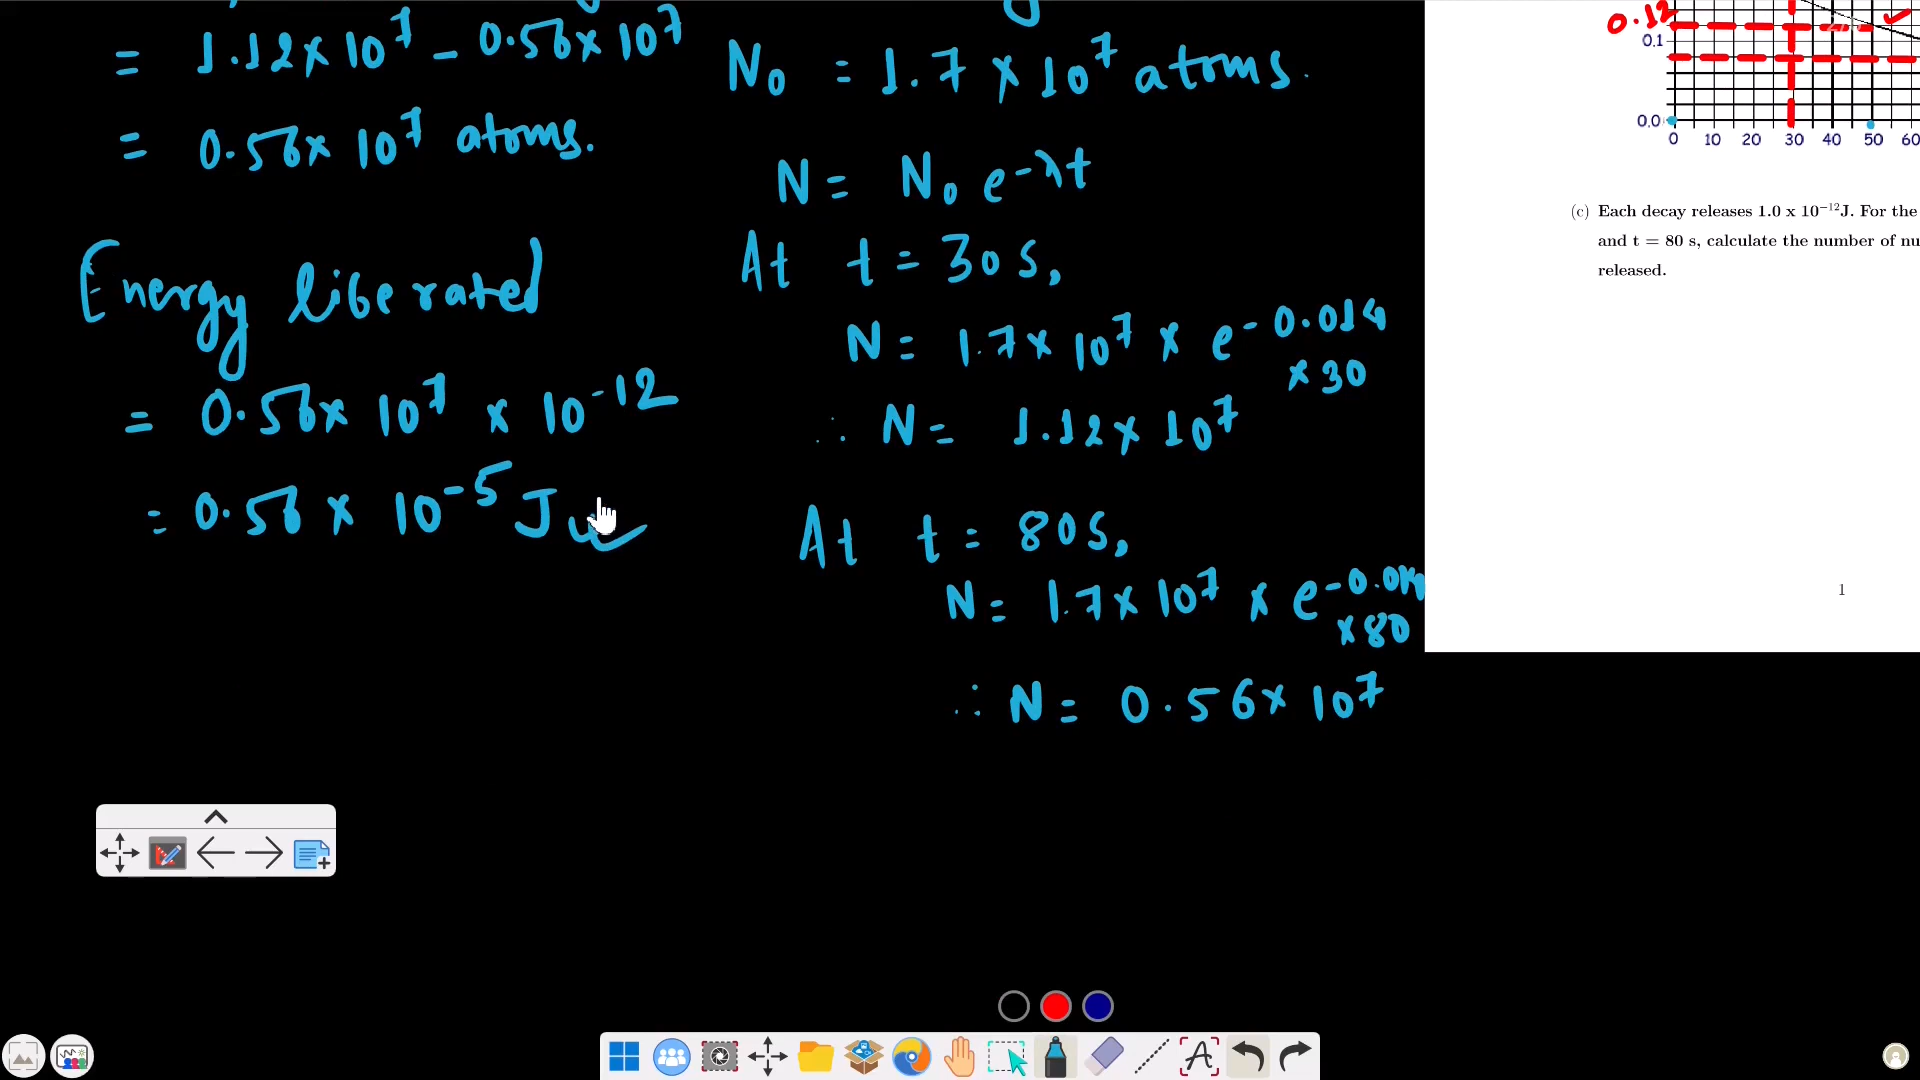 = 1.12 × 10^7 - 0.56 × 10^7
= 0.56 × 10^7 atoms.
Energy liberated
= 0.56 × 10^7 × 10^-12
= 0.56 × 10^-5 J
N₀ = 1.7 × 10^7 atoms.
N = N₀ e^-λt
At t = 30 s,
N = 1.7 × 10^7 × e^-0.014 × 30
∴ N = 1.12 × 10^7
At t = 80 s,
N = 1.7 × 10^7 × e^-0.014 × 80
∴ N = 0.56 × 10^7
0.12
0.1
0.0
0 10 20 30 40 50 60
(c) Each decay releases 1.0 x 10^−12 J. For the
and t = 80 s, calculate the number of nu
released.
1